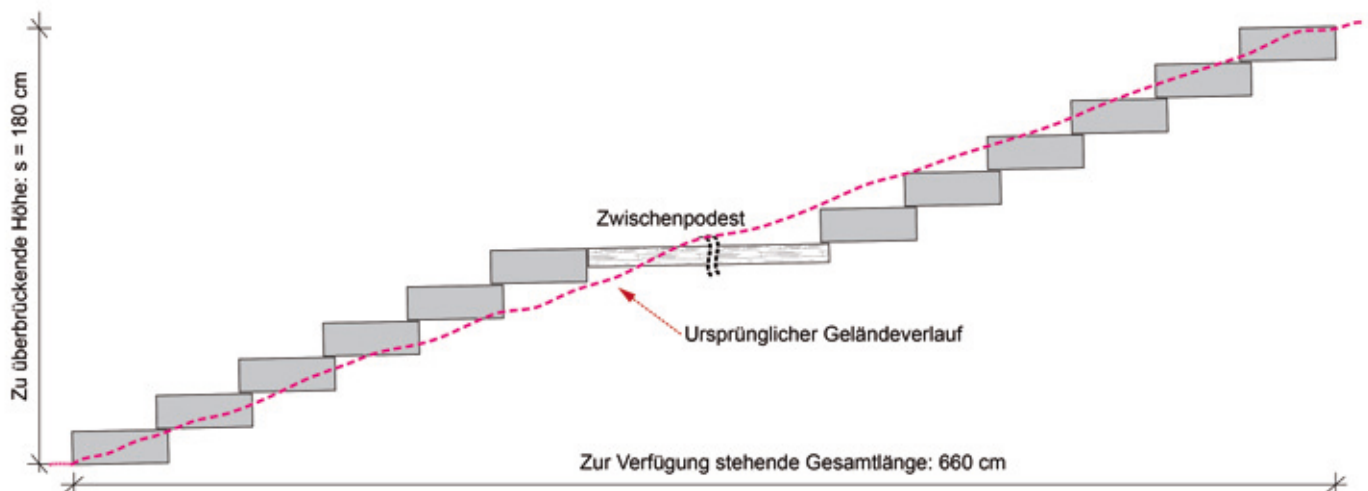 Zu überbrückende Höhe: s = 180 cm
Zwischenpodest
Ursprünglicher Geländeverlauf
Zur Verfügung stehende Gesamtlänge: 660 cm